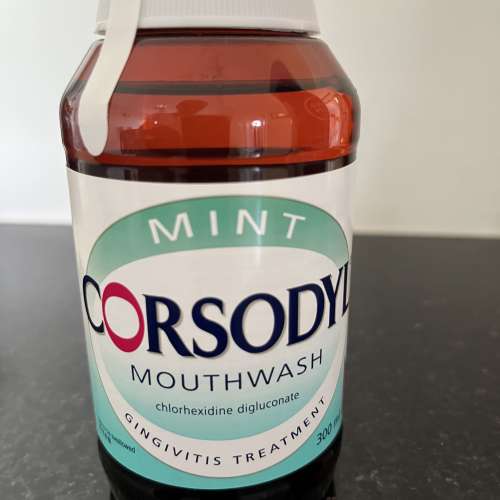 MINT
CORSODYL
MOUTHWASH
chlorhexidine digluconate
GINGIVITIS TREATMENT
300 ml